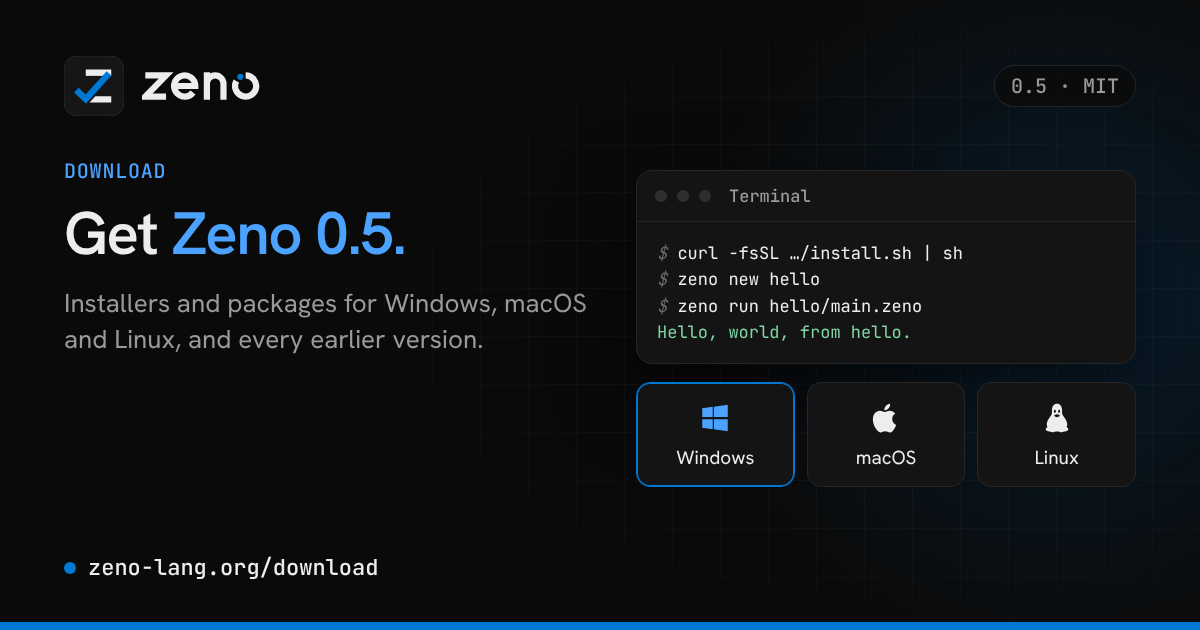 zeno
0.5 · MIT
DOWNLOAD
Get Zeno 0.5.
Installers and packages for Windows, macOS
and Linux, and every earlier version.
Terminal
$ curl -fsSL …/install.sh | sh
$ zeno new hello
$ zeno run hello/main.zeno
Hello, world, from hello.
Windows
macOS
Linux
zeno-lang.org/download